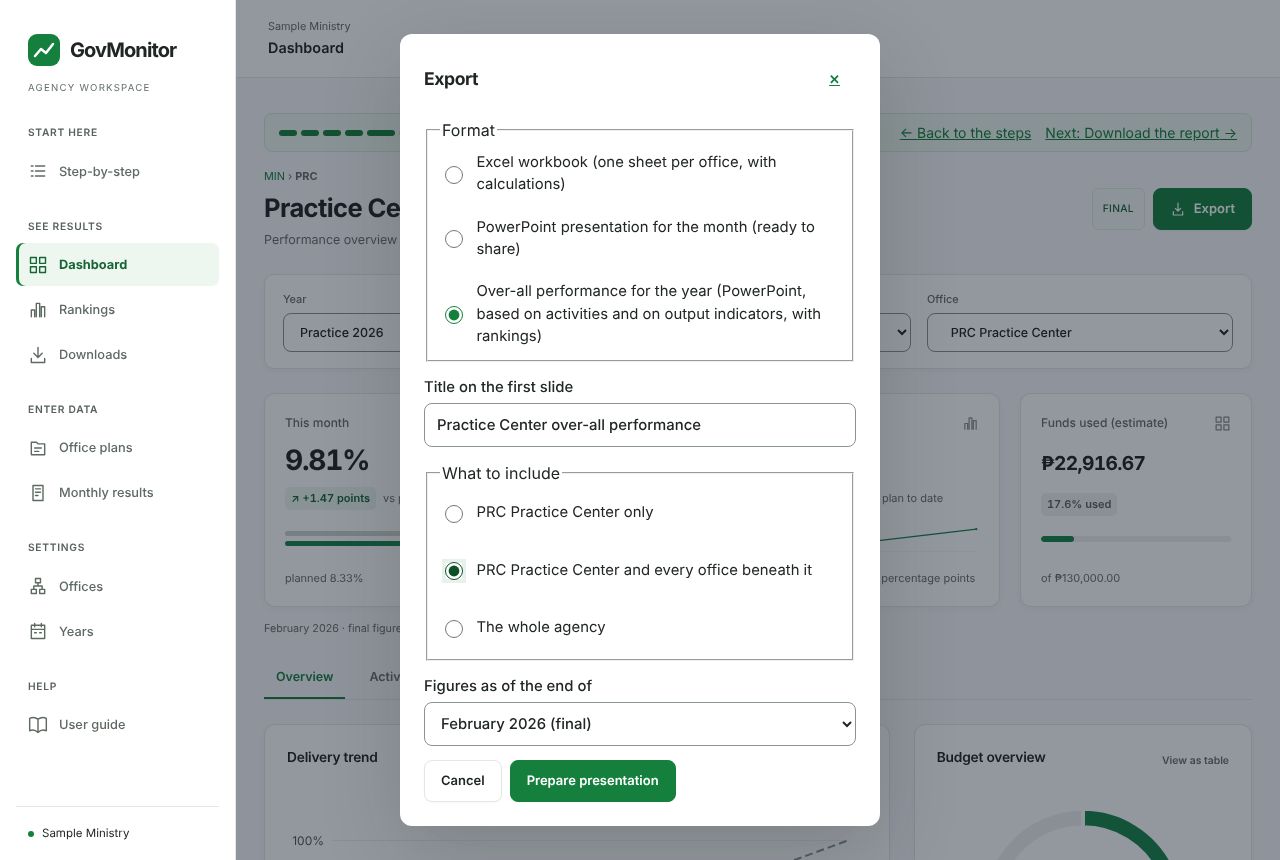 GovMonitor
AGENCY WORKSPACE
START HERE
Step-by-step
SEE RESULTS
Dashboard
Rankings
Downloads
ENTER DATA
Office plans
Monthly results
SETTINGS
Offices
Years
HELP
User guide
Sample Ministry
Sample Ministry
Dashboard
← Back to the steps
Next: Download the report →
MIN › PRC
Practice Ce
Performance overview
FINAL
Export
Year
Practice 2026
Office
PRC Practice Center
This month
9.81%
↗ +1.47 points
vs p
planned 8.33%
plan to date
percentage points
Funds used (estimate)
₱22,916.67
17.6% used
of ₱130,000.00
February 2026 · final figure
Overview
Activ
Delivery trend
100%
Budget overview
View as table
Export
×
Format
Excel workbook (one sheet per office, with
calculations)
PowerPoint presentation for the month (ready to
share)
Over-all performance for the year (PowerPoint,
based on activities and on output indicators, with
rankings)
Title on the first slide
Practice Center over-all performance
What to include
PRC Practice Center only
PRC Practice Center and every office beneath it
The whole agency
Figures as of the end of
February 2026 (final)
Cancel
Prepare presentation